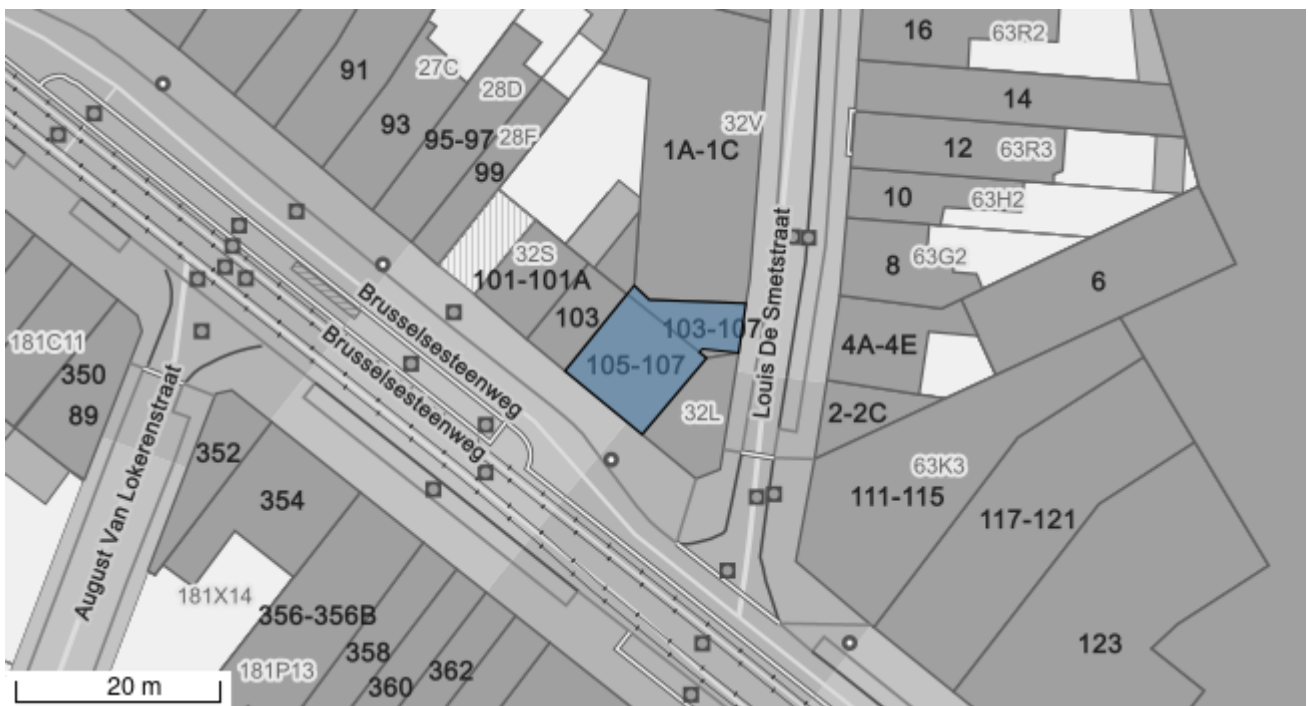 16
63R2
91
27C
28D
14
93
95-97
28F
32V
1A-1C
12
63R3
99
10
63H2
32S
101-101A
8
63G2
6
Brusselsesteenweg
103
103-107
Louis De Smetstraat
181C11
350
105-107
4A-4E
Brusselsesteenweg
89
32L
2-2C
352
63K3
111-115
354
117-121
August Van Lokerenstraat
181X14
356-356B
358
123
181P13
362
360
20 m